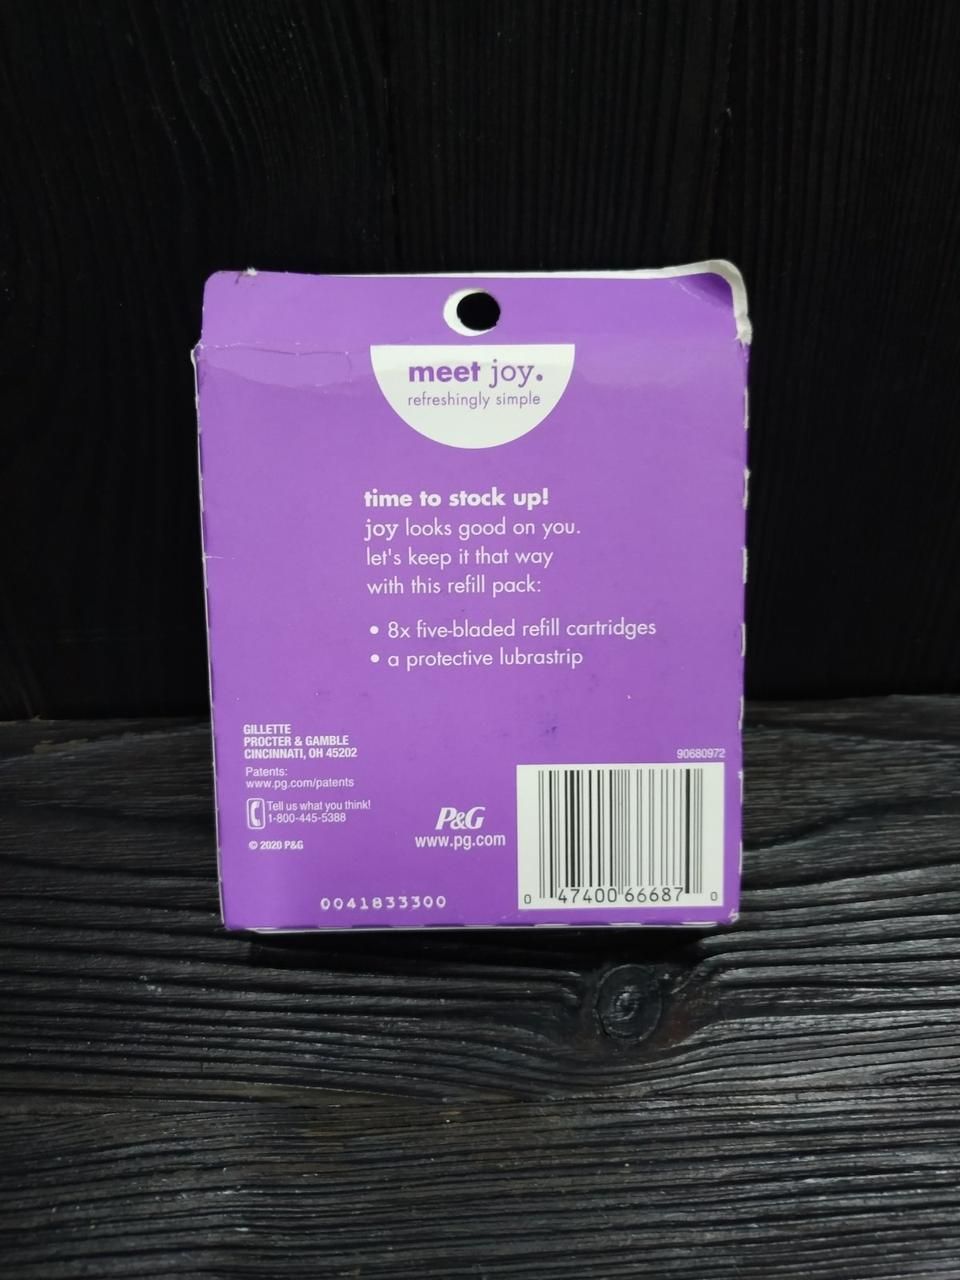 meet joy.
refreshingly simple
time to stock up!
joy looks good on you.
let's keep it that way
with this refill pack:
• 8x five-bladed refill cartridges
• a protective lubrastrip
GILLETTE
PROCTER & GAMBLE
CINCINNATI, OH 45202
Patents:
www.pg.com/patents
Tell us what you think!
1-800-445-5388
© 2020 P&G
P&G
www.pg.com
90680972
0 47400 66687 0
0041833300